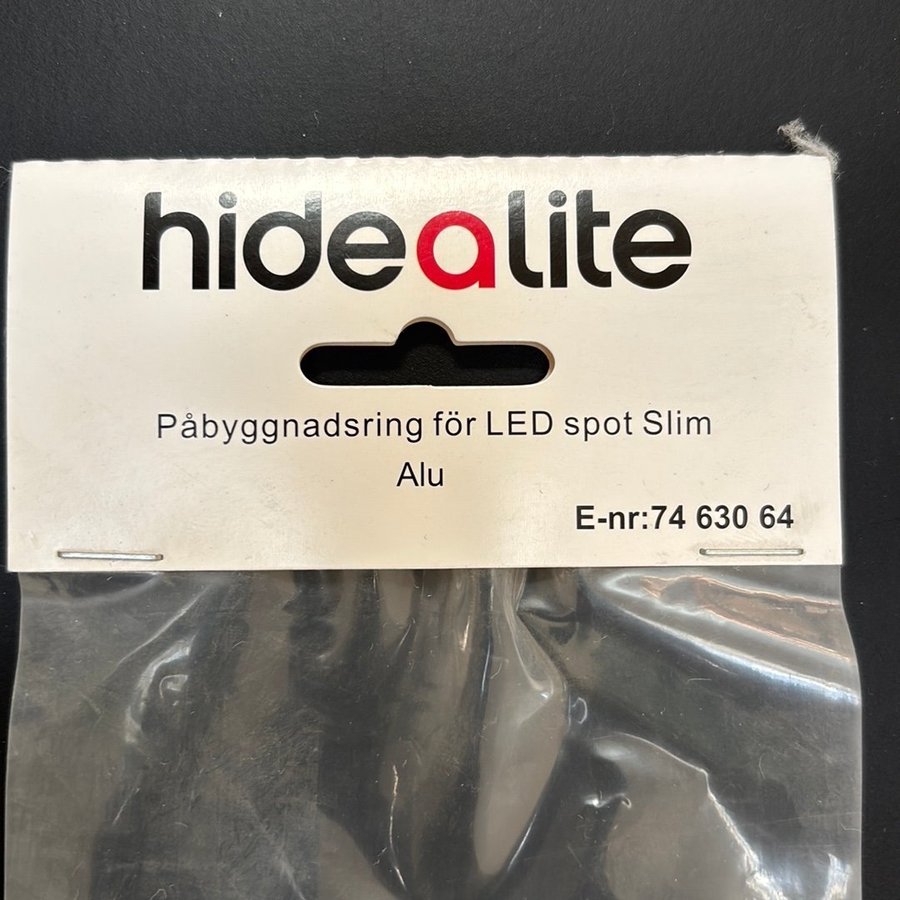 hidealite
Påbyggnadsring för LED spot Slim
Alu
E-nr:74 630 64